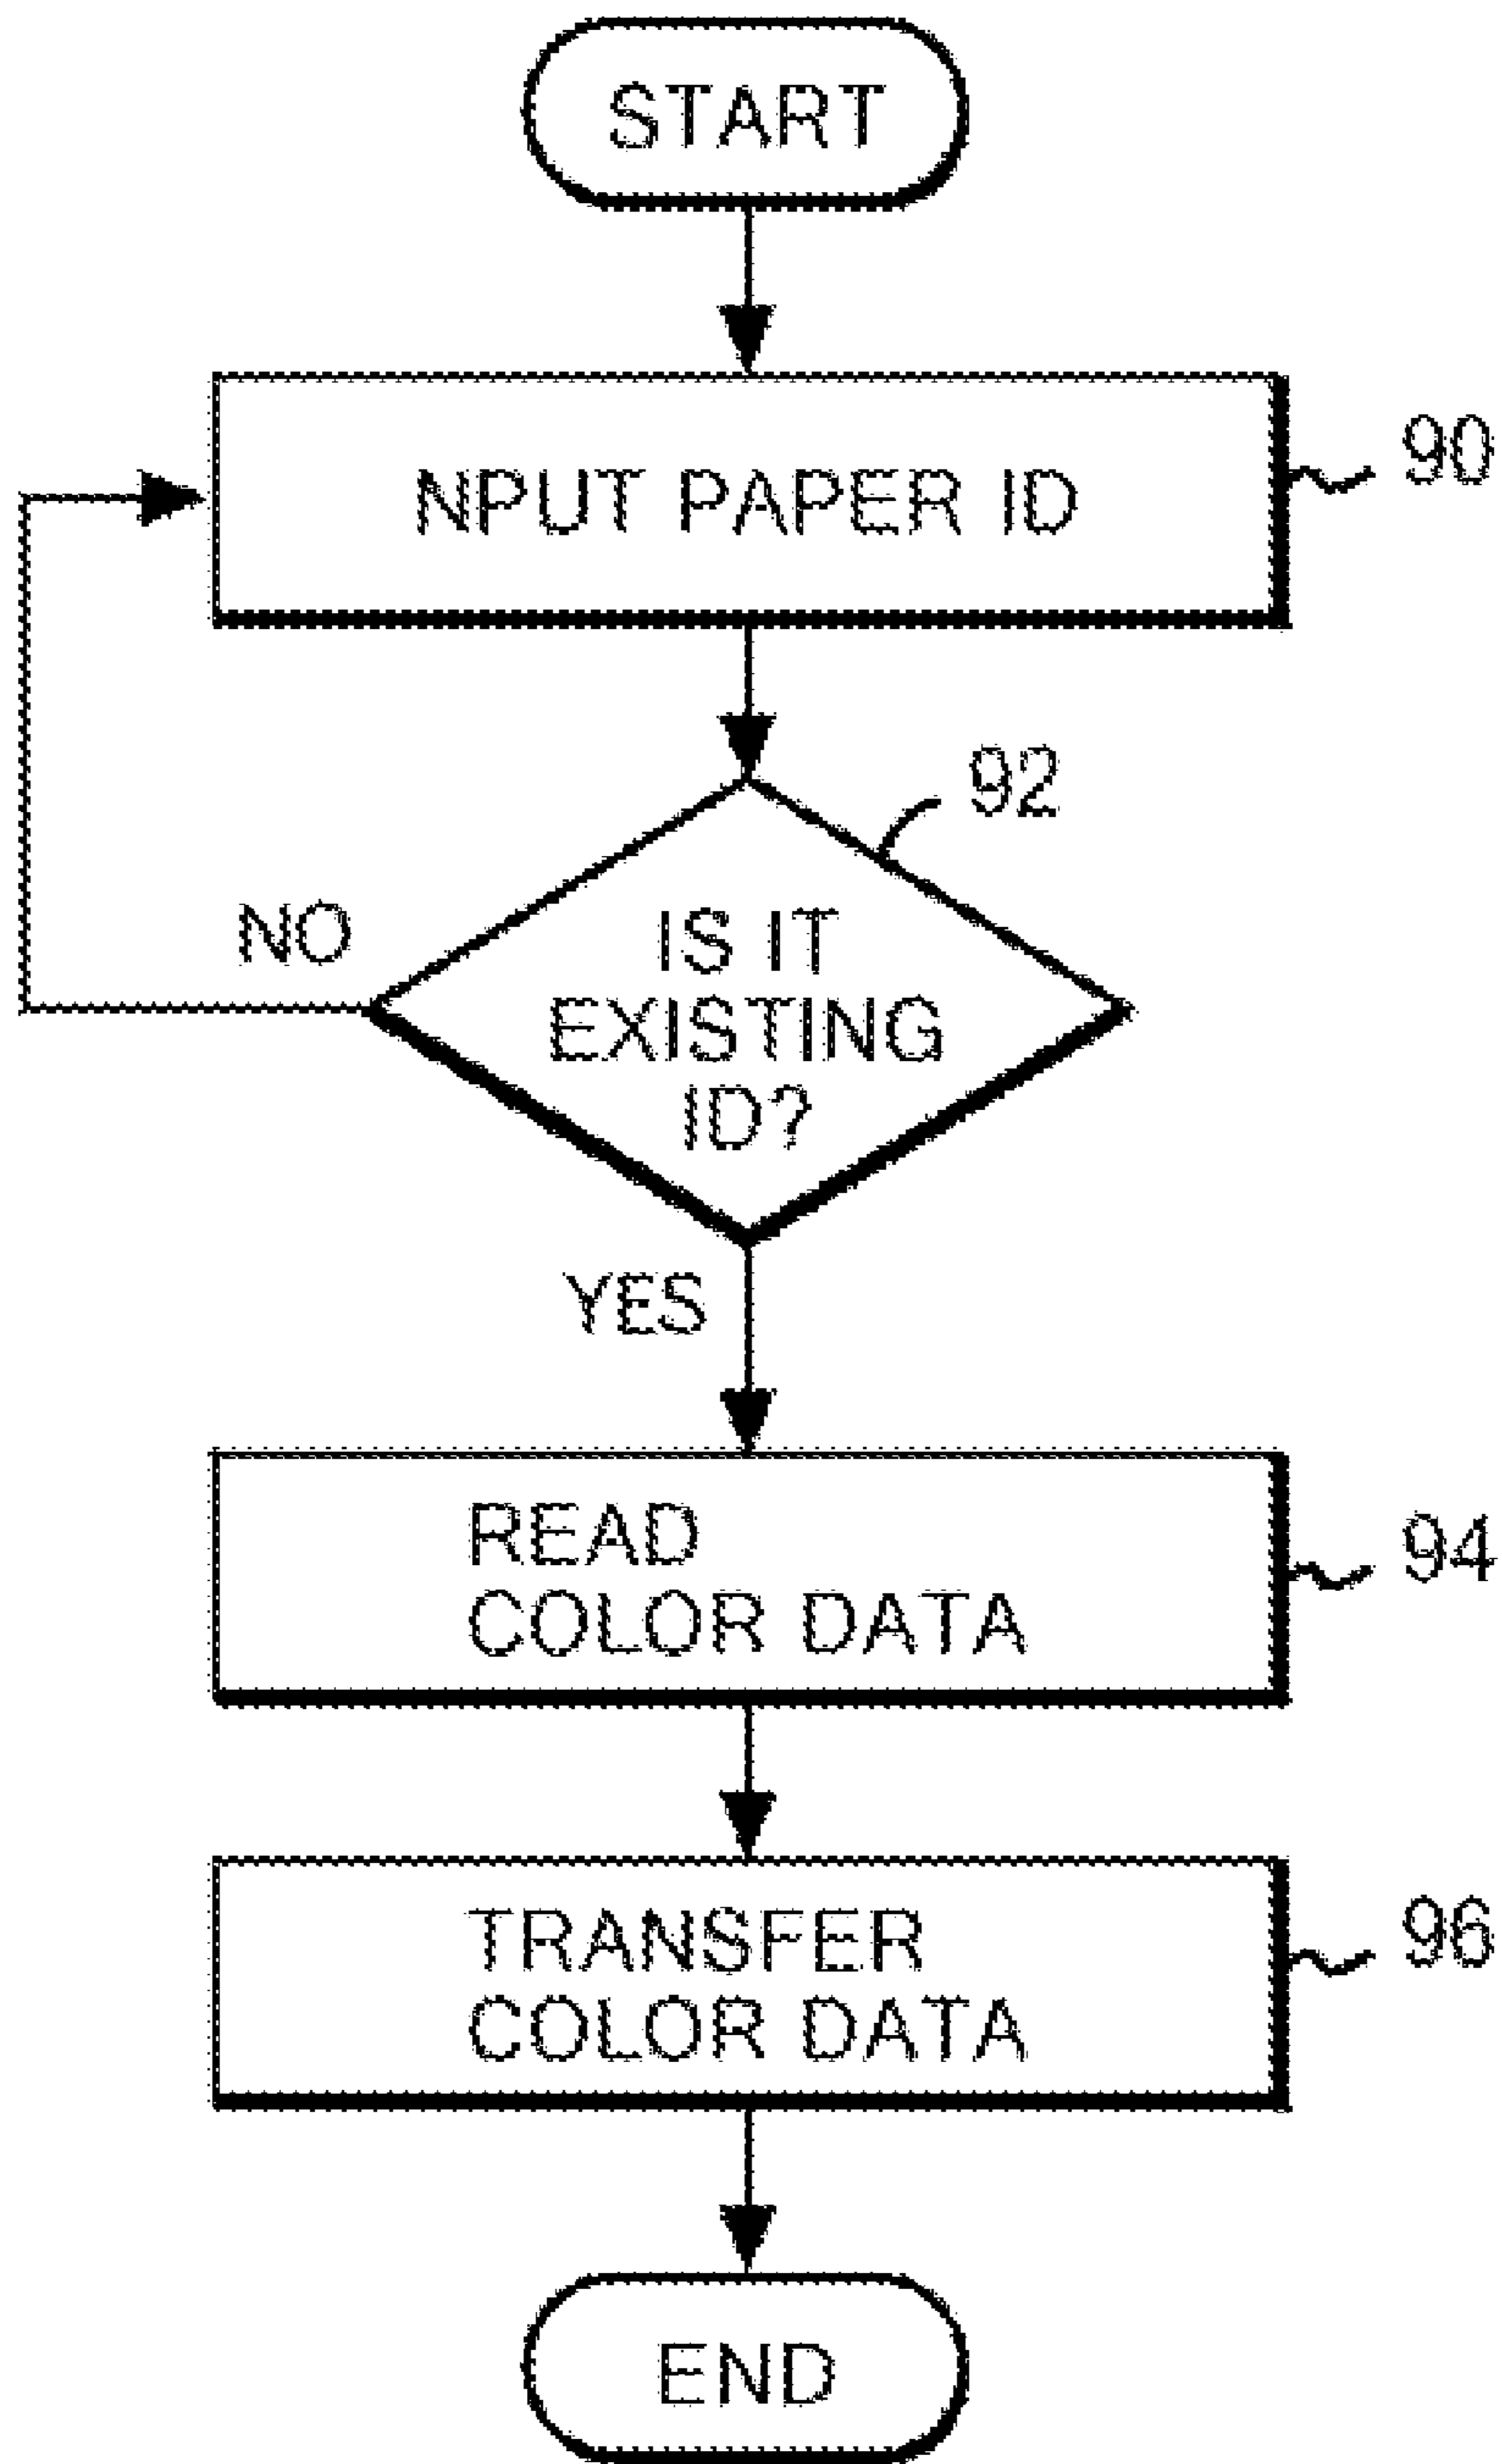 START
NPUT PAPER ID
90
92
NO
IS IT
EXISTING
ID?
YES
READ
COLOR DATA
94
TRANSFER
COLOR DATA
96
END